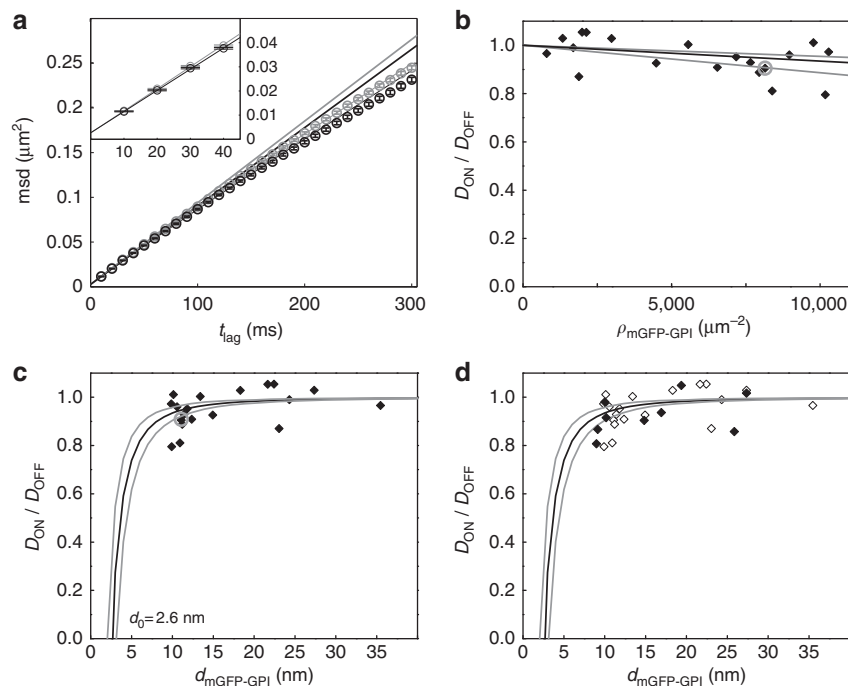 a
msd (μm²)
0.25
0.2
0.15
0.1
0.05
0
0.04
0.03
0.02
0.01
0
10 20 30 40
0 100 200 300
t_lag (ms)
b
D_ON / D_OFF
1.0
0.8
0.6
0.4
0.2
0.0
0 5,000 10,000
ρ_mGFP-GPI (μm⁻²)
c
D_ON / D_OFF
1.0
0.8
0.6
0.4
0.2
0.0
d₀=2.6 nm
0 5 10 15 20 25 30 35
d_mGFP-GPI (nm)
d
D_ON / D_OFF
1.0
0.8
0.6
0.4
0.2
0.0
0 5 10 15 20 25 30 35
d_mGFP-GPI (nm)